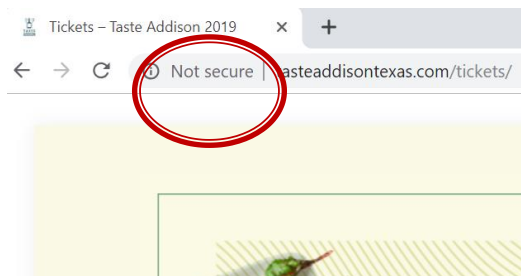 Tickets – Taste Addison 2019
Not secure | tasteaddisontexas.com/tickets/